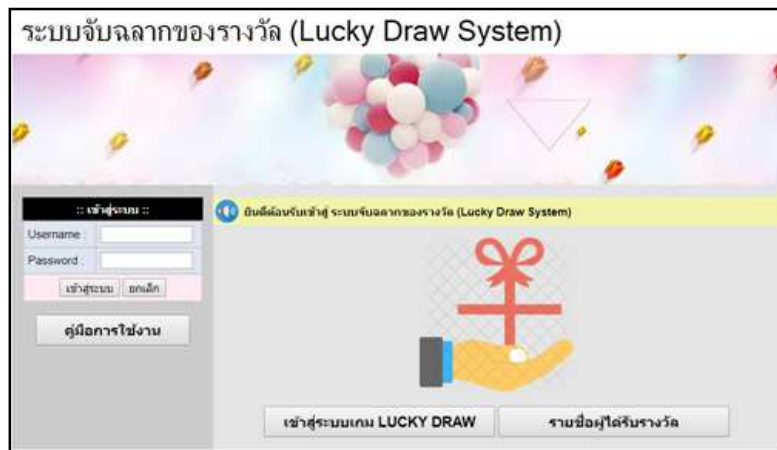 ระบบจับฉลากของรางวัล (Lucky Draw System)
:: เข้าสู่ระบบ ::
Username :
Password :
เข้าสู่ระบบ ยกเลิก
คู่มือการใช้งาน
ยินดีต้อนรับเข้าสู่ ระบบจับฉลากของรางวัล (Lucky Draw System)
เข้าสู่ระบบเกม LUCKY DRAW
รายชื่อผู้ได้รับรางวัล